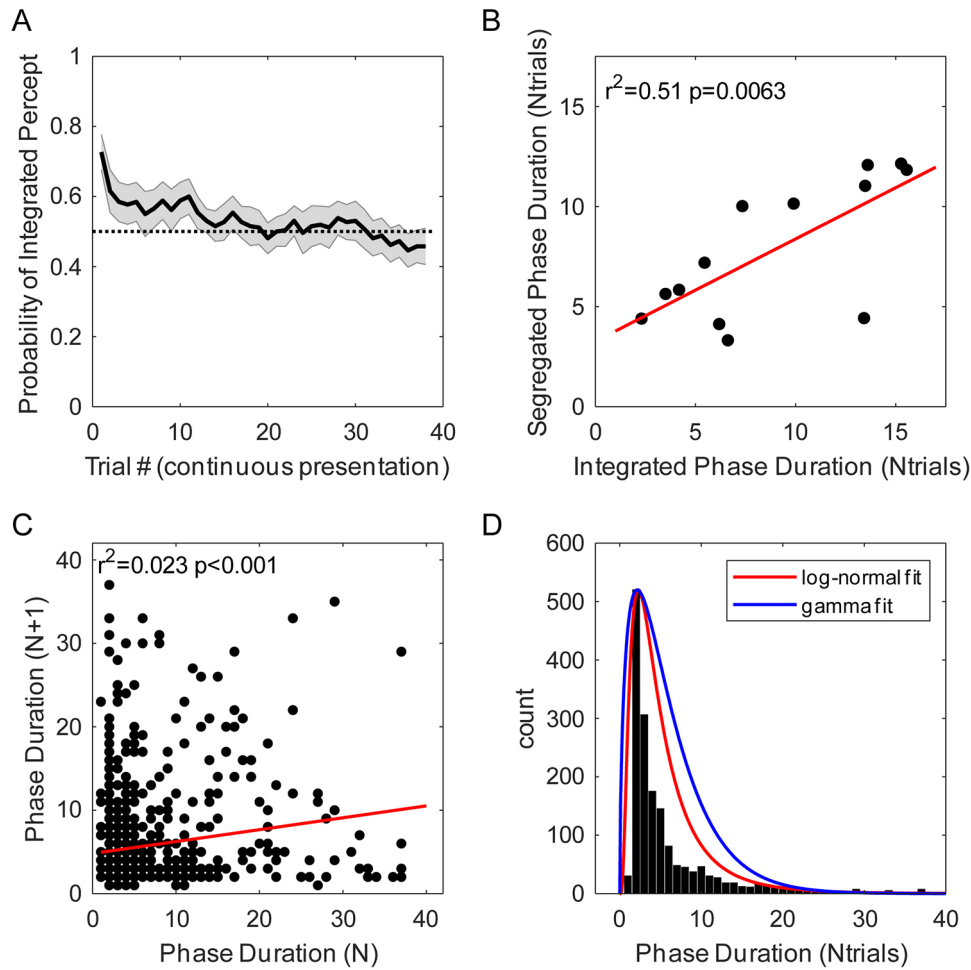 A
Probability of Integrated Percept
1
0.8
0.6
0.4
0.2
0
0 10 20 30 40
Trial # (continuous presentation)
B
Segregated Phase Duration (Ntrials)
r²=0.51 p=0.0063
15
10
5
0
0 5 10 15
Integrated Phase Duration (Ntrials)
C
Phase Duration (N+1)
r²=0.023 p<0.001
40
30
20
10
0
0 10 20 30 40
Phase Duration (N)
D
count
600
500
400
300
200
100
0
log-normal fit
gamma fit
0 10 20 30 40
Phase Duration (Ntrials)